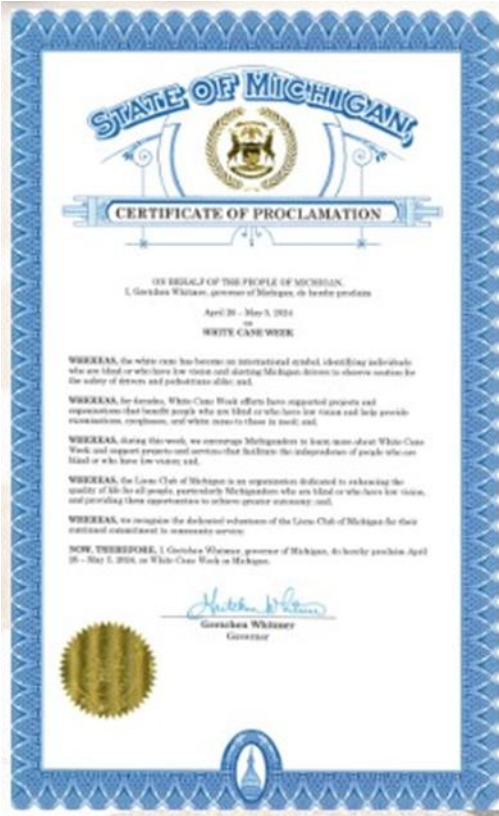 STATE OF MICHIGAN,
CERTIFICATE OF PROCLAMATION
ON BEHALF OF THE PEOPLE OF MICHIGAN,
I, Gretchen Whitmer, governor of Michigan, do hereby proclaim
April 26 – May 5, 2024
as
WHITE CANE WEEK
WHEREAS, the white cane has become an international symbol, identifying individuals
who are blind or who have low vision and alerting Michigan drivers to observe caution for
the safety of drivers and pedestrians alike; and,
WHEREAS, for decades, White Cane Week efforts have supported projects and
organizations that benefit people who are blind or who have low vision and help provide
examinations, eyeglasses, and white canes to those in need; and,
WHEREAS, during this week, we encourage Michiganders to learn more about White Cane
Week and support projects and services that facilitate the independence of people who are
blind or who have low vision; and,
WHEREAS, the Lions Club of Michigan is an organization dedicated to enhancing the
quality of life for all people, particularly Michiganders who are blind or who have low vision,
and providing them opportunities to achieve greater autonomy; and,
WHEREAS, we recognize the dedicated volunteers of the Lions Club of Michigan for their
continued commitment to community service;
NOW, THEREFORE, I, Gretchen Whitmer, governor of Michigan, do hereby proclaim April
26 – May 5, 2024, as White Cane Week in Michigan.
Gretchen Whitmer
Gretchen Whitmer
Governor